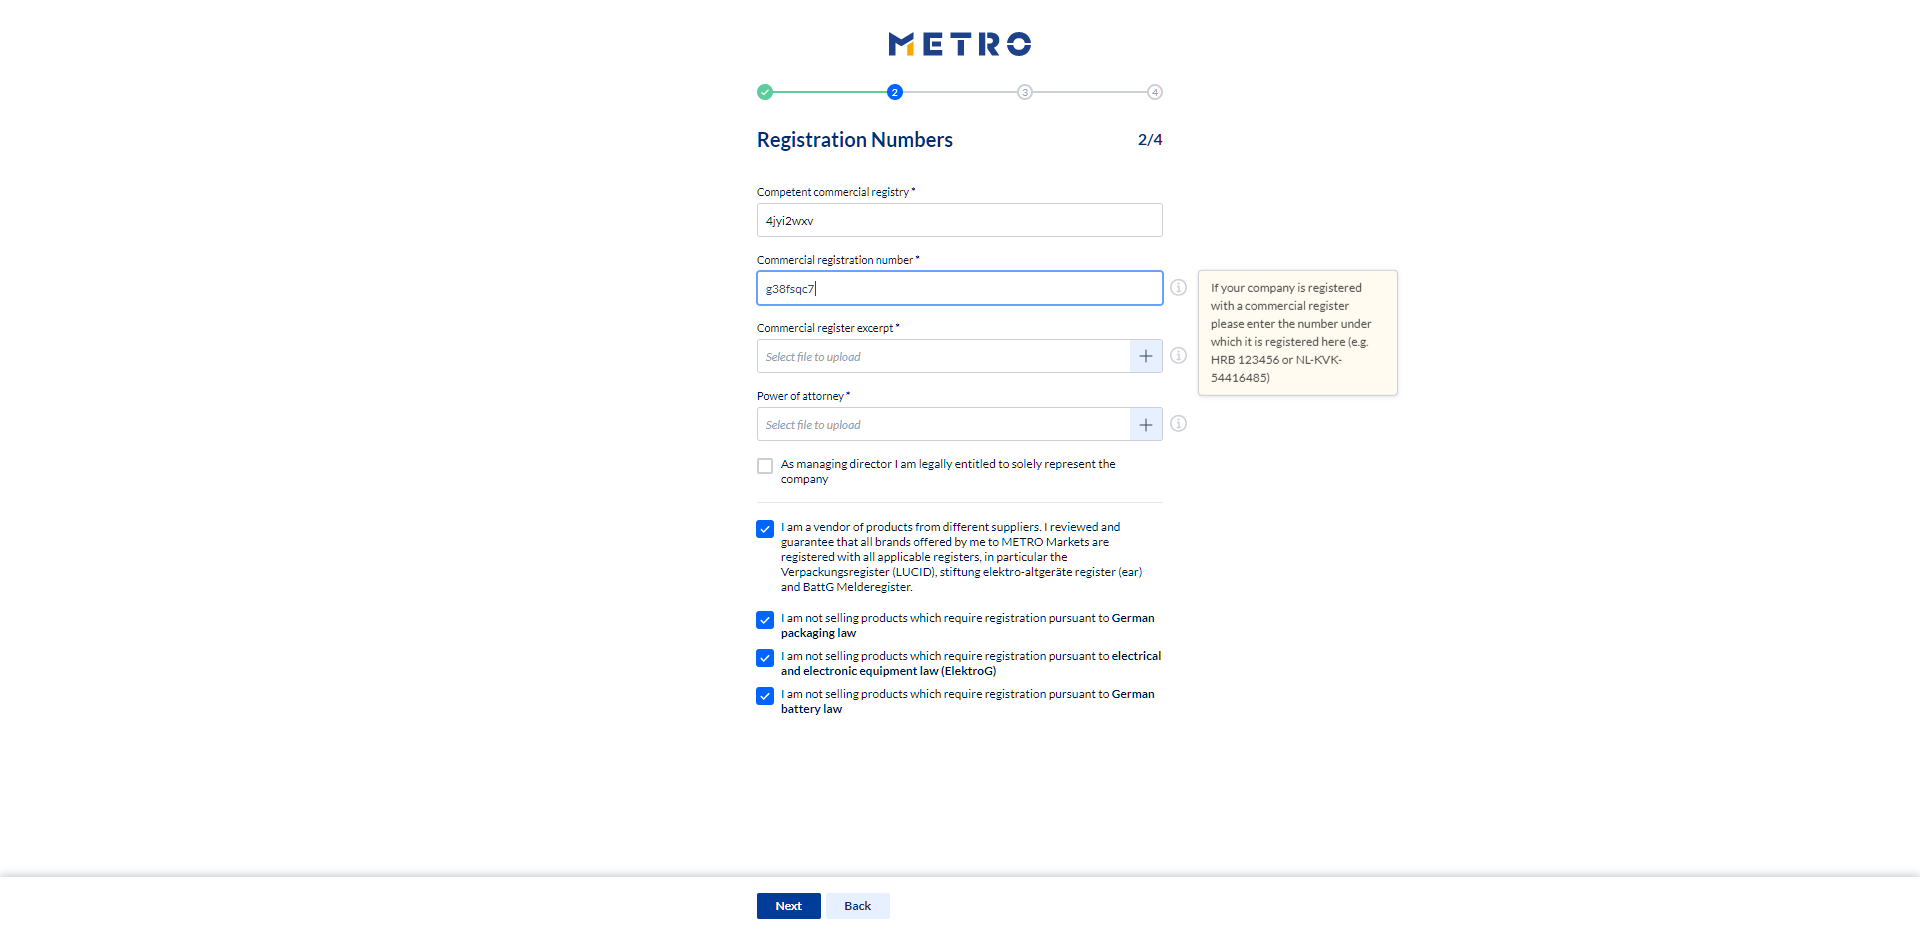 METRO
2
3
4
Registration Numbers 2/4
Competent commercial registry *
4jyi2wxv
Commercial registration number *
g38fsqc7
If your company is registered
with a commercial register
please enter the number under
which it is registered here (e.g.
HRB 123456 or NL-KVK-
54416485)
Commercial register excerpt *
Select file to upload
Power of attorney *
Select file to upload
As managing director I am legally entitled to solely represent the
company
I am a vendor of products from different suppliers. I reviewed and
guarantee that all brands offered by me to METRO Markets are
registered with all applicable registers, in particular the
Verpackungsregister (LUCID), stiftung elektro-altgeräte register (ear)
and BattG Melderegister.
I am not selling products which require registration pursuant to German
packaging law
I am not selling products which require registration pursuant to electrical
and electronic equipment law (ElektroG)
I am not selling products which require registration pursuant to German
battery law
Next Back